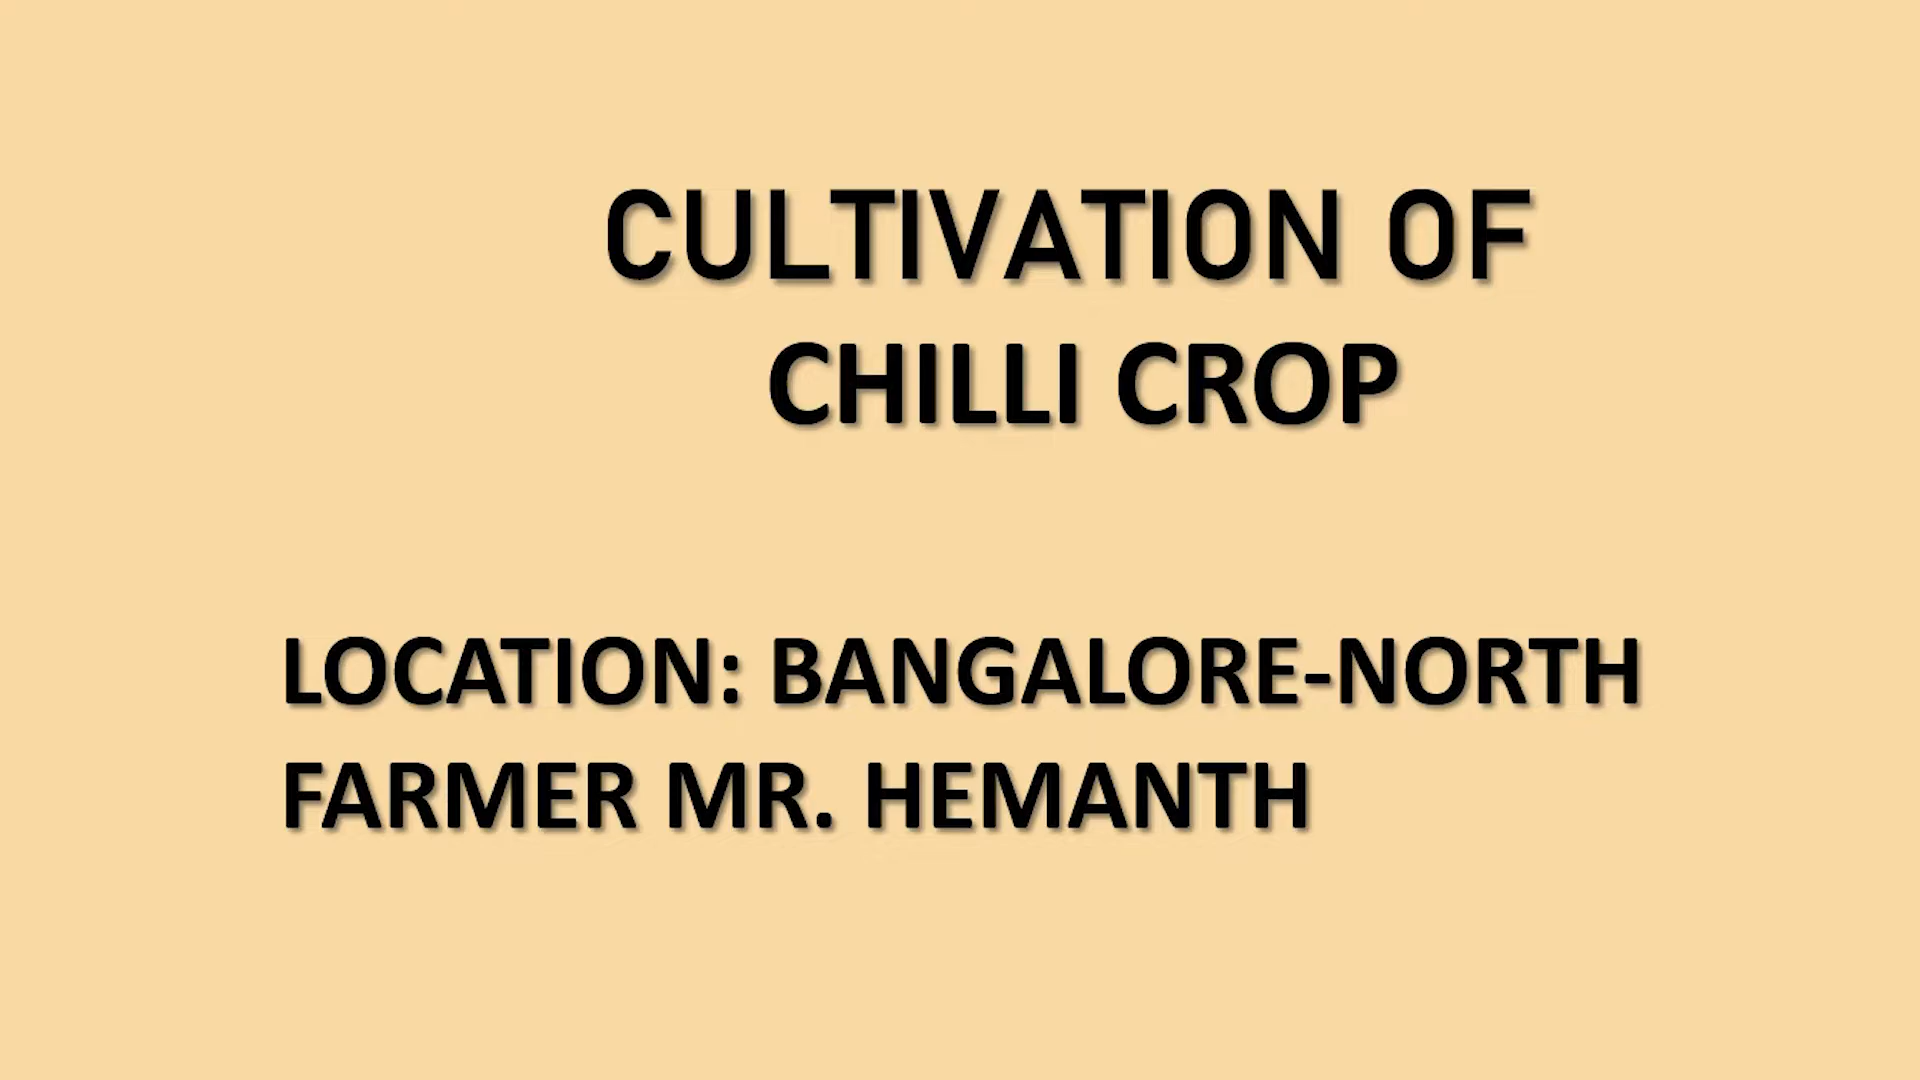 CULTIVATION OF
CHILLI CROP
LOCATION: BANGALORE-NORTH
FARMER MR. HEMANTH